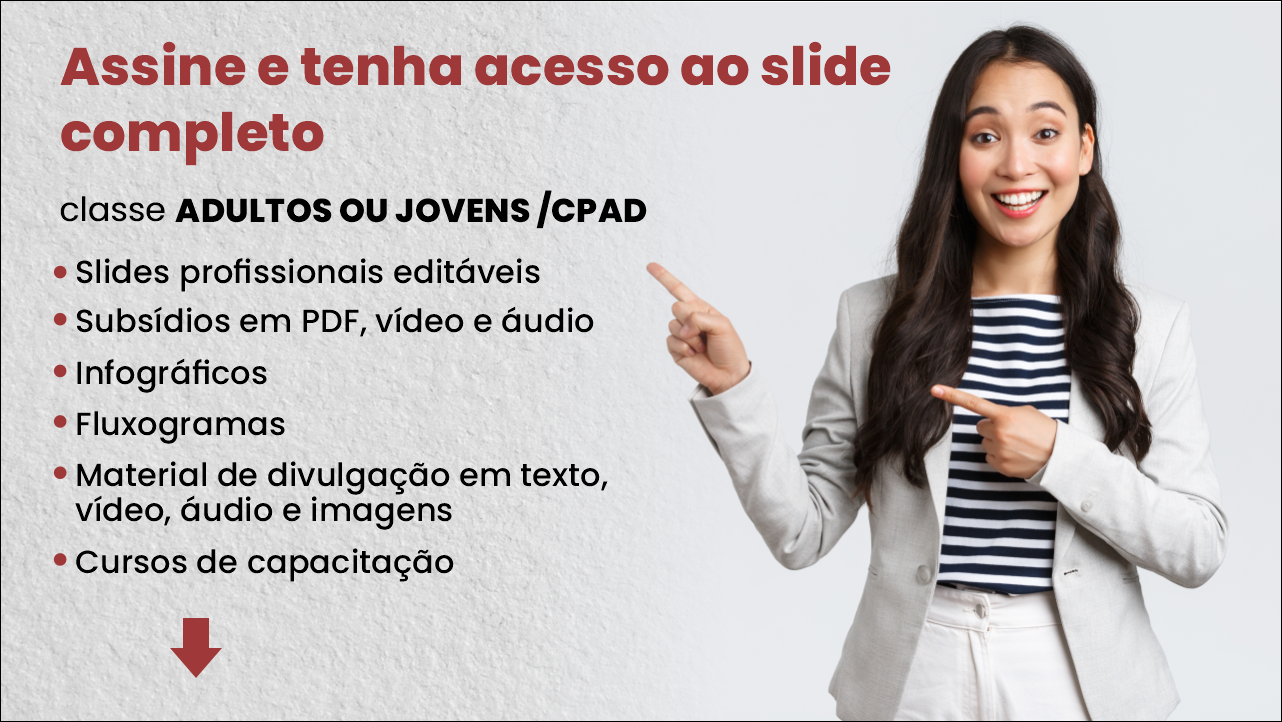 Assine e tenha acesso ao slide
completo
classe ADULTOS OU JOVENS /CPAD
• Slides profissionais editáveis
• Subsídios em PDF, vídeo e áudio
• Infográficos
• Fluxogramas
• Material de divulgação em texto,
vídeo, áudio e imagens
• Cursos de capacitação